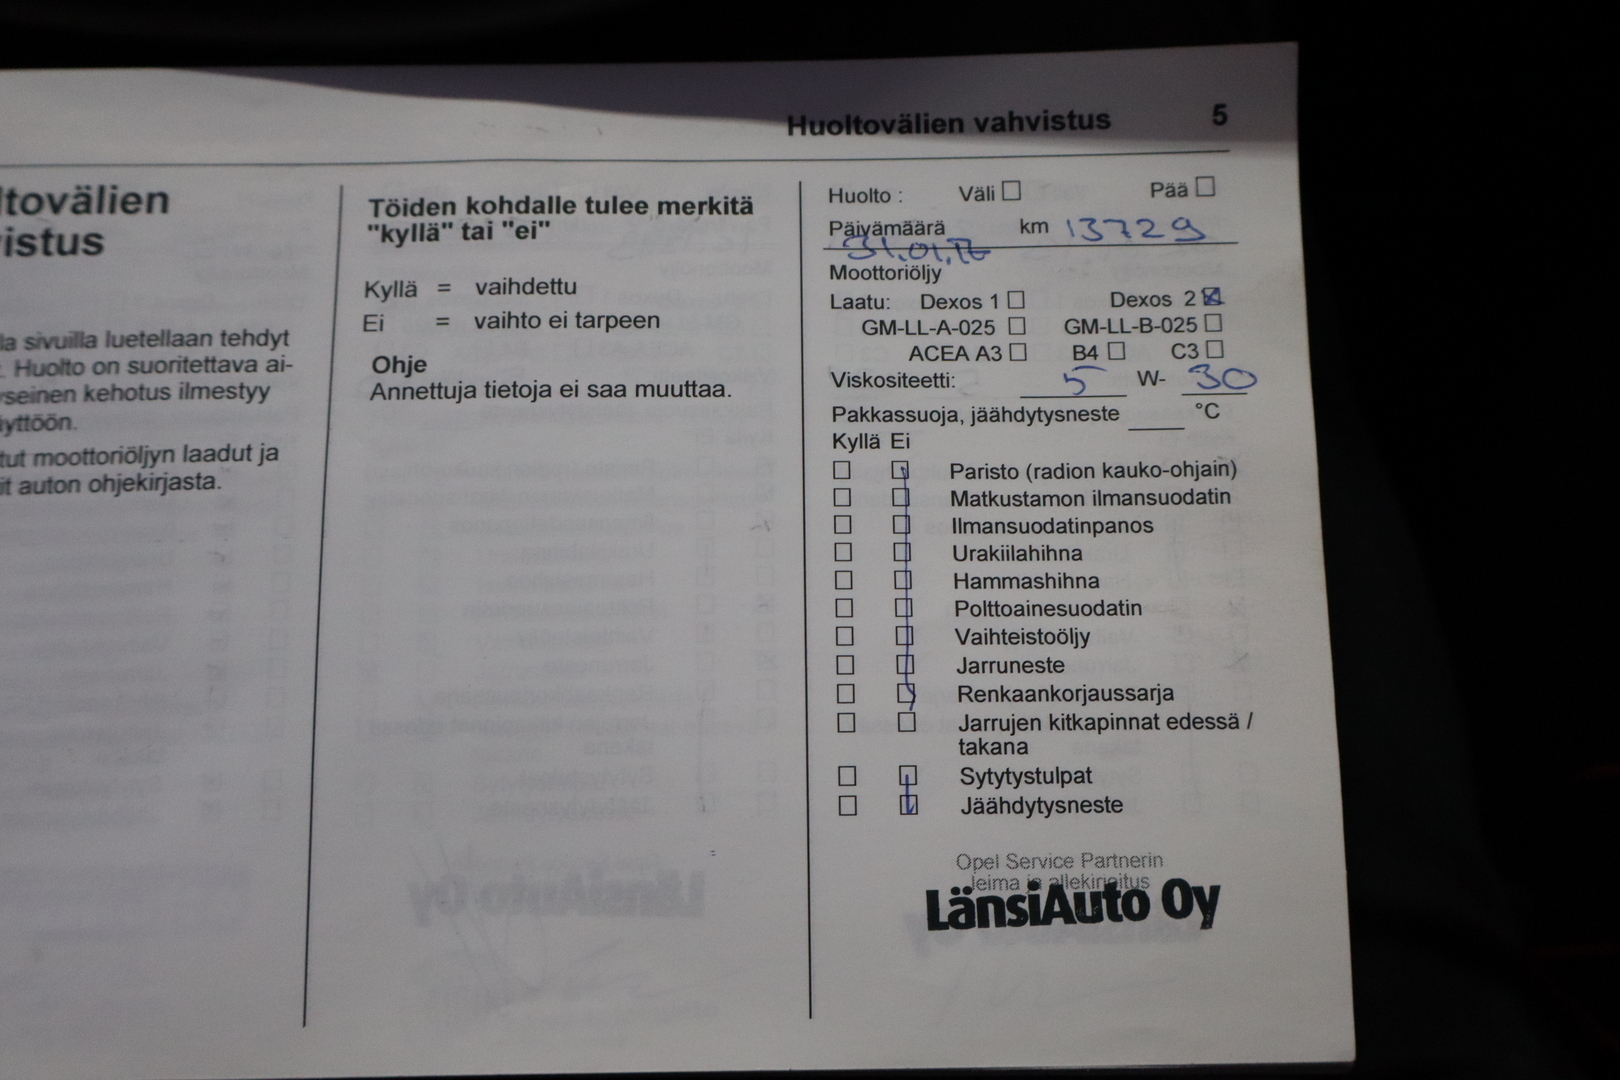 Huoltovälien vahvistus 5
ltovälien
vistus
la sivuilla luetellaan tehdyt
. Huolto on suoritettava ai-
yseinen kehotus ilmestyy
äyttöön.
tut moottoriöljyn laadut ja
it auton ohjekirjasta.
Töiden kohdalle tulee merkitä
"kyllä" tai "ei"
Kyllä = vaihdettu
Ei = vaihto ei tarpeen
Ohje
Annettuja tietoja ei saa muuttaa.
Huolto : Väli Pää
Päivämäärä km 13729
31.01.17
Moottoriöljy
Laatu: Dexos 1 Dexos 2
GM-LL-A-025 GM-LL-B-025
ACEA A3 B4 C3
Viskositeetti: 5 W- 30
Pakkassuoja, jäähdytysneste °C
Kyllä Ei
Paristo (radion kauko-ohjain)
Matkustamon ilmansuodatin
Ilmansuodatinpanos
Urakiilahihna
Hammashihna
Polttoainesuodatin
Vaihteistoöljy
Jarruneste
Renkaankorjaussarja
Jarrujen kitkapinnat edessä /
takana
Sytytystulpat
Jäähdytysneste
Opel Service Partnerin
leima ja allekirjoitus
LänsiAuto Oy